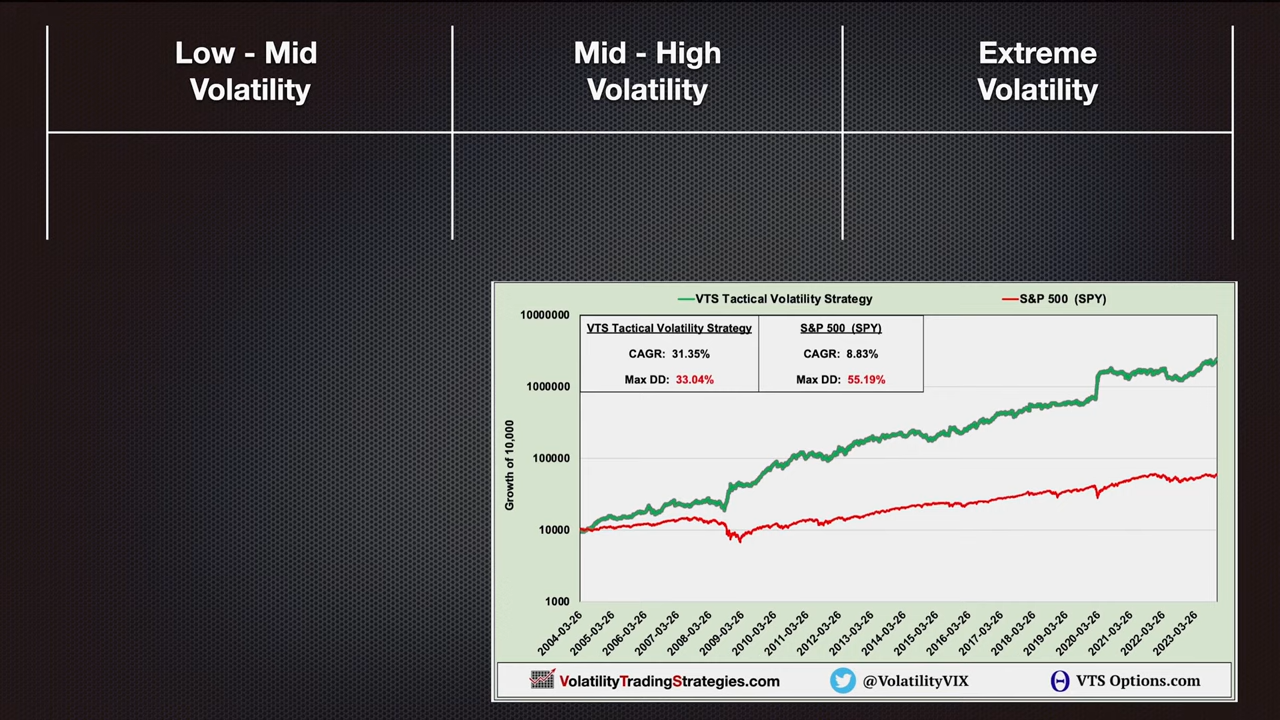 Low - Mid
Volatility
Mid - High
Volatility
Extreme
Volatility
VTS Tactical Volatility Strategy
S&P 500 (SPY)
10000000
1000000
100000
10000
1000
Growth of 10,000
VTS Tactical Volatility Strategy
CAGR: 31.35%
Max DD: 33.04%
S&P 500 (SPY)
CAGR: 8.83%
Max DD: 55.19%
2004-03-26
2005-03-26
2006-03-26
2007-03-26
2008-03-26
2009-03-26
2010-03-26
2011-03-26
2012-03-26
2013-03-26
2014-03-26
2015-03-26
2016-03-26
2017-03-26
2018-03-26
2019-03-26
2020-03-26
2021-03-26
2022-03-26
2023-03-26
VolatilityTradingStrategies.com
@VolatilityVIX
VTS Options.com